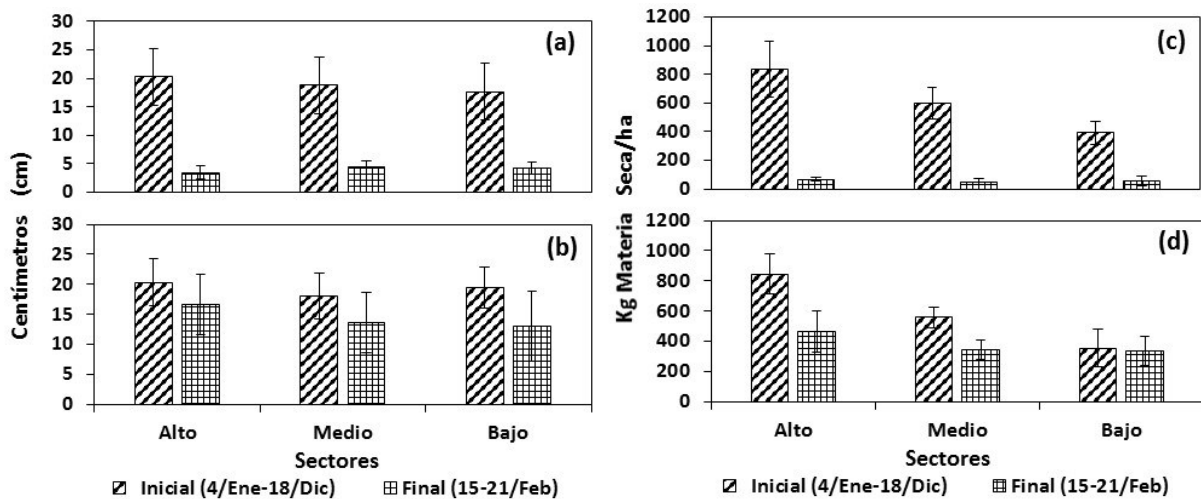 30
25
20
15
10
5
0
(a)
30
25
20
15
10
5
0
(b)
Centímetros (cm)
Alto Medio Bajo
Sectores
Inicial (4/Ene-18/Dic) Final (15-21/Feb)
1200
1000
800
600
400
200
0
(c)
1200
1000
800
600
400
200
0
(d)
Kg Materia Seca/ha
Alto Medio Bajo
Sectores
Inicial (4/Ene-18/Dic) Final (15-21/Feb)